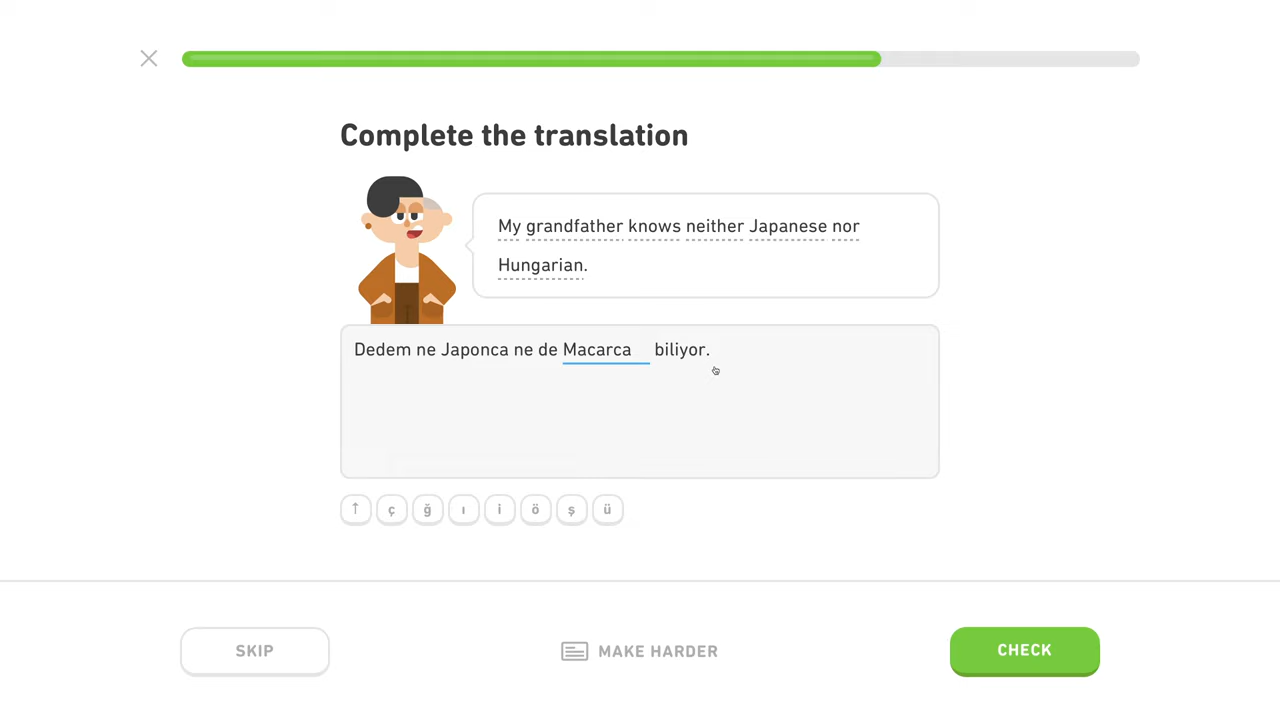 Complete the translation
My grandfather knows neither Japanese nor
Hungarian.
Dedem ne Japonca ne de Macarca biliyor.
↑ ç ğ ı i ö ş ü
SKIP
MAKE HARDER
CHECK